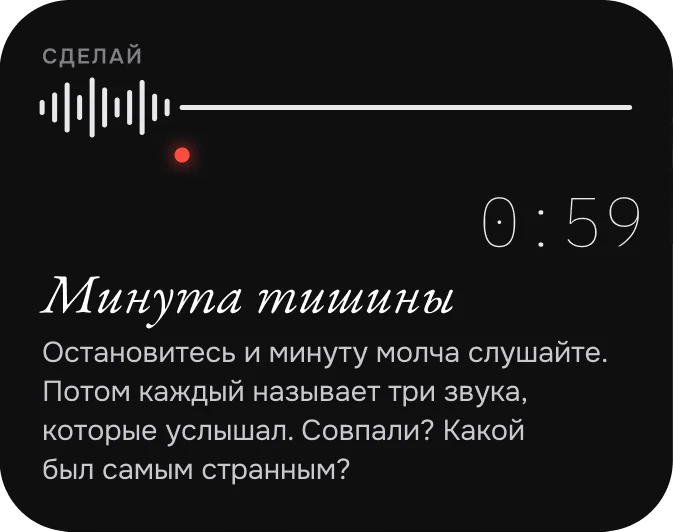 СДЕЛАЙ
0:59
Минута тишины
Остановитесь и минуту молча слушайте.
Потом каждый называет три звука,
которые услышал. Совпали? Какой
был самым странным?